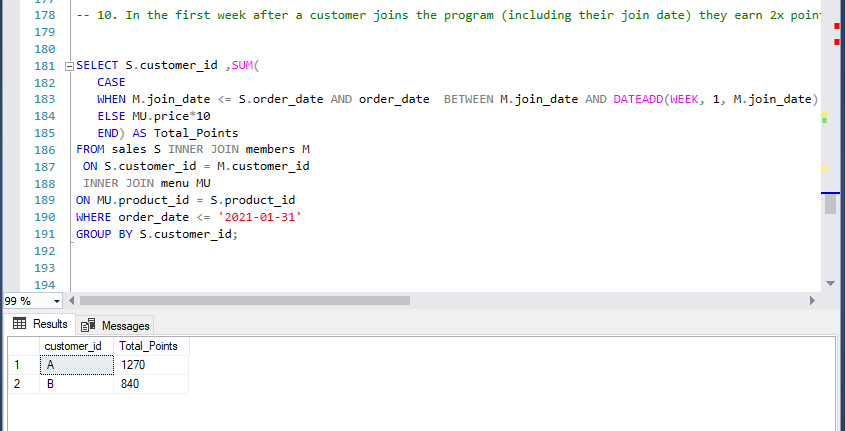 177
178 -- 10. In the first week after a customer joins the program (including their join date) they earn 2x poin
179
180
181 SELECT S.customer_id ,SUM(
182 CASE
183 WHEN M.join_date <= S.order_date AND order_date BETWEEN M.join_date AND DATEADD(WEEK, 1, M.join_date)
184 ELSE MU.price*10
185 END) AS Total_Points
186 FROM sales S INNER JOIN members M
187 ON S.customer_id = M.customer_id
188 INNER JOIN menu MU
189 ON MU.product_id = S.product_id
190 WHERE order_date <= '2021-01-31'
191 GROUP BY S.customer_id;
192
193
194
99 %
Results Messages
customer_id Total_Points
1 A 1270
2 B 840